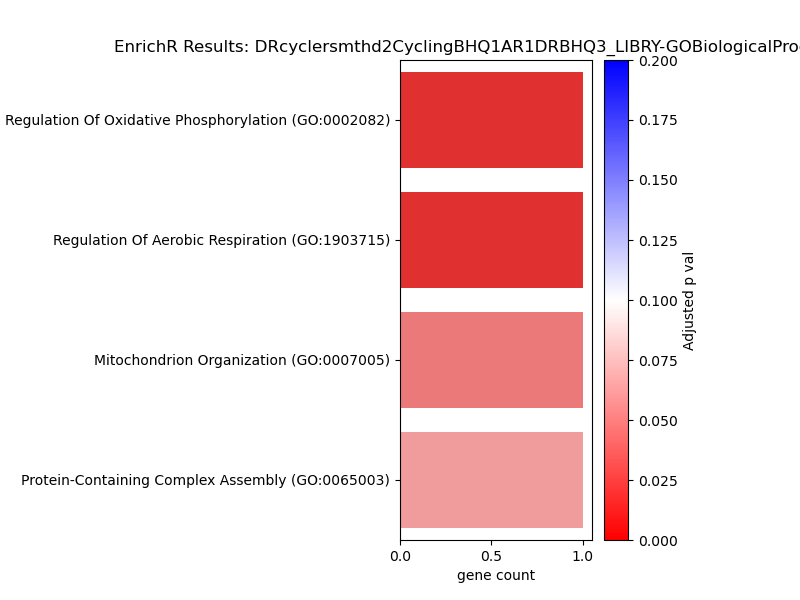 EnrichR Results: DRcyclersmthd2CyclingBHQ1AR1DRBHQ3_LIBRY-GOBiologicalProc
Regulation Of Oxidative Phosphorylation (GO:0002082)
Regulation Of Aerobic Respiration (GO:1903715)
Mitochondrion Organization (GO:0007005)
Protein-Containing Complex Assembly (GO:0065003)
0.0 0.5 1.0
gene count
0.200
0.175
0.150
0.125
0.100
0.075
0.050
0.025
0.000
Adjusted p val